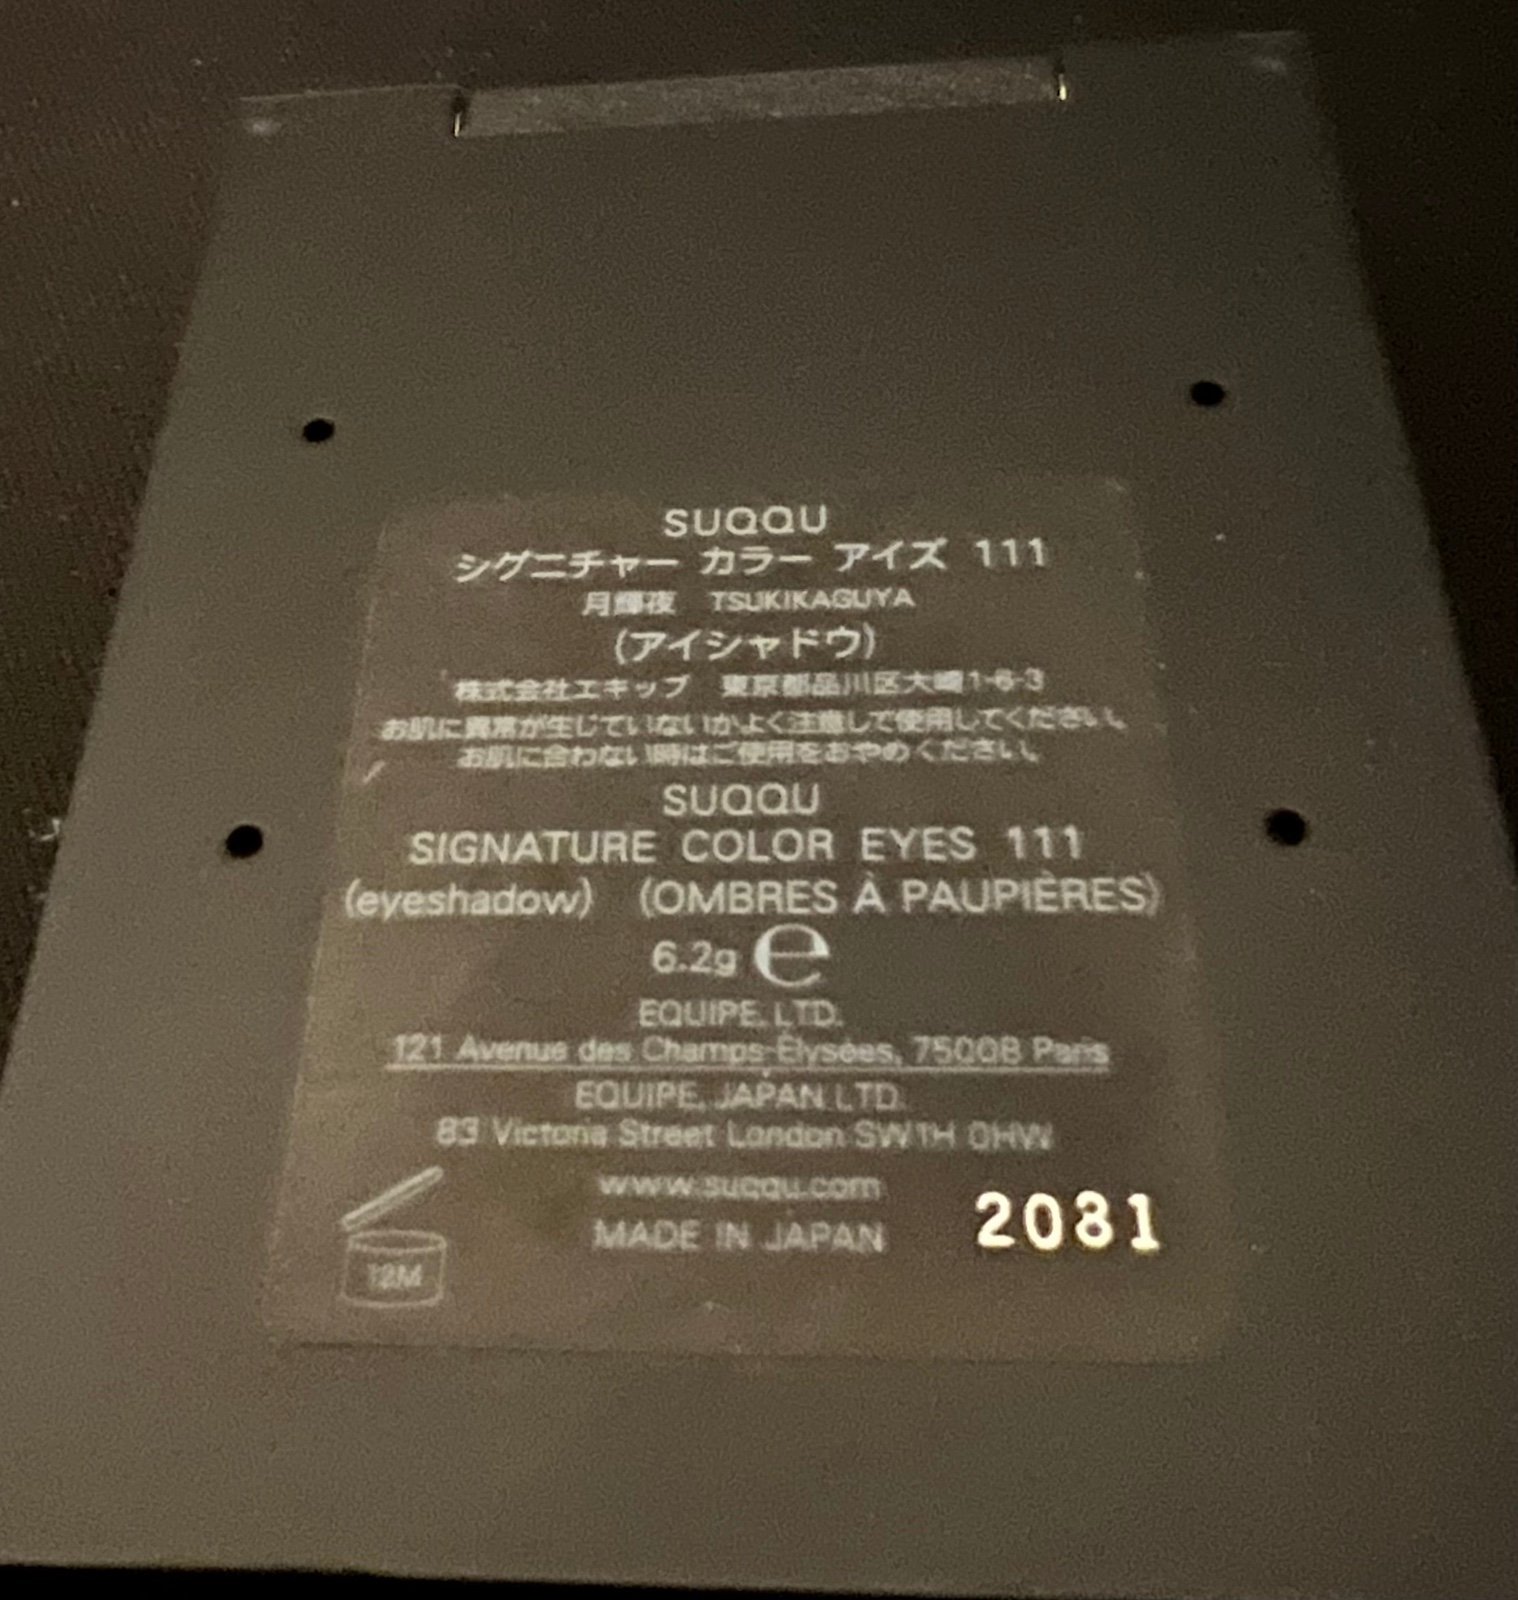 SUQQU
シグニチャー カラー アイズ 111
月輝夜 TSUKIKAGUYA
(アイシャドウ)
株式会社エキップ 東京都品川区大崎1-6-3
お肌に異常が生じていないかよく注意して使用してください。
お肌に合わない時はご使用をおやめください。
SUQQU
SIGNATURE COLOR EYES 111
(eyeshadow) (OMBRES À PAUPIÈRES)
6.2g ℮
EQUIPE, LTD.
121 Avenue des Champs-Élysées, 75008 Paris
EQUIPE, JAPAN LTD.
83 Victoria Street London SW1H 0HW
www.suqqu.com
MADE IN JAPAN
12M
2081